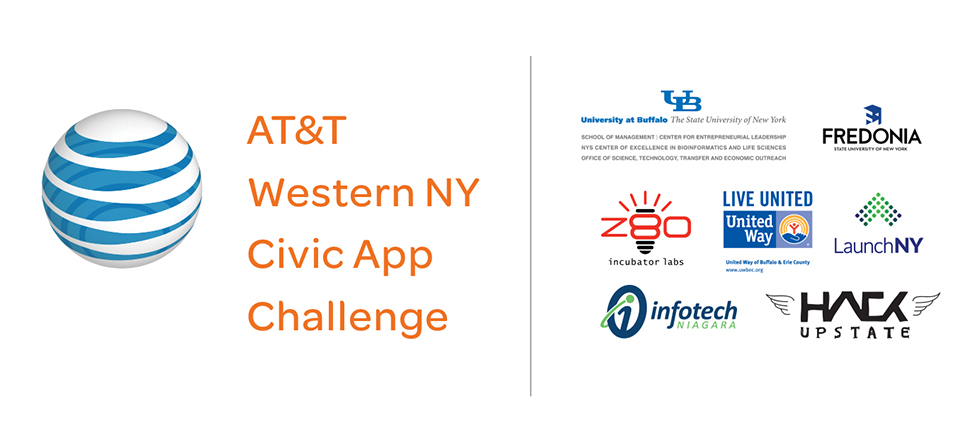 AT&T
Western NY
Civic App
Challenge
UB
University at Buffalo The State University of New York
SCHOOL OF MANAGEMENT | CENTER FOR ENTREPRENEURIAL LEADERSHIP
NYS CENTER OF EXCELLENCE IN BIOINFORMATICS AND LIFE SCIENCES
OFFICE OF SCIENCE, TECHNOLOGY, TRANSFER AND ECONOMIC OUTREACH
FREDONIA
STATE UNIVERSITY OF NEW YORK
Z80
incubator labs
LIVE UNITED
United
Way
United Way of Buffalo & Erie County
www.uwbec.org
LaunchNY
infotech
NIAGARA
HACK
UPSTATE